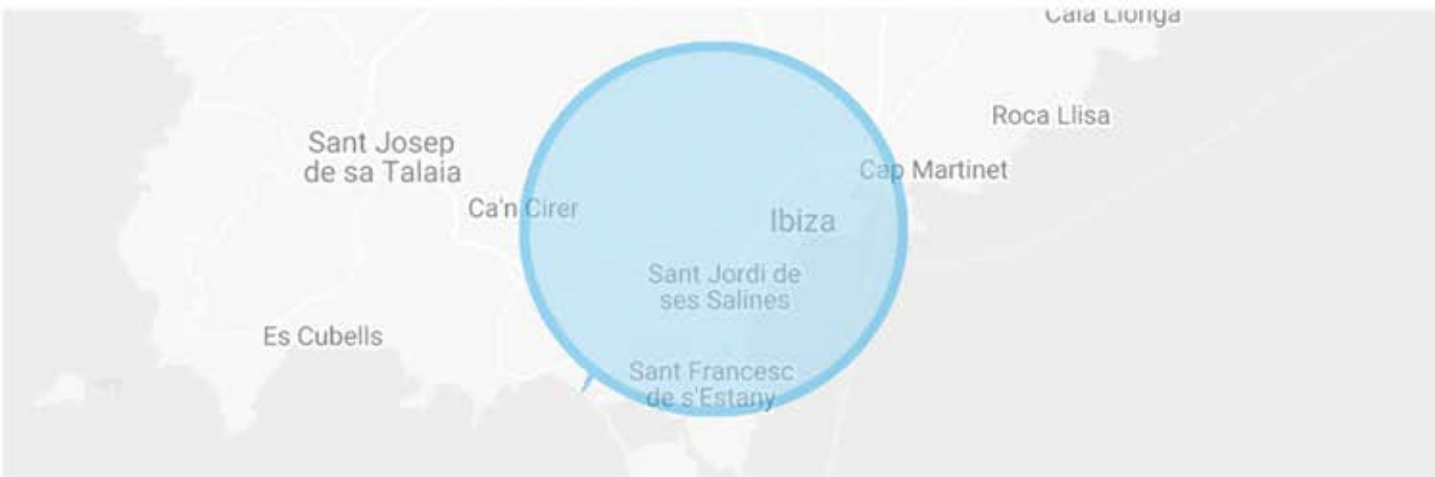 Cala Llonga
Roca Llisa
Sant Josep
de sa Talaia
Cap Martinet
Ca'n Cirer
Ibiza
Sant Jordi de
ses Salines
Es Cubells
Sant Francesc
de s'Estany